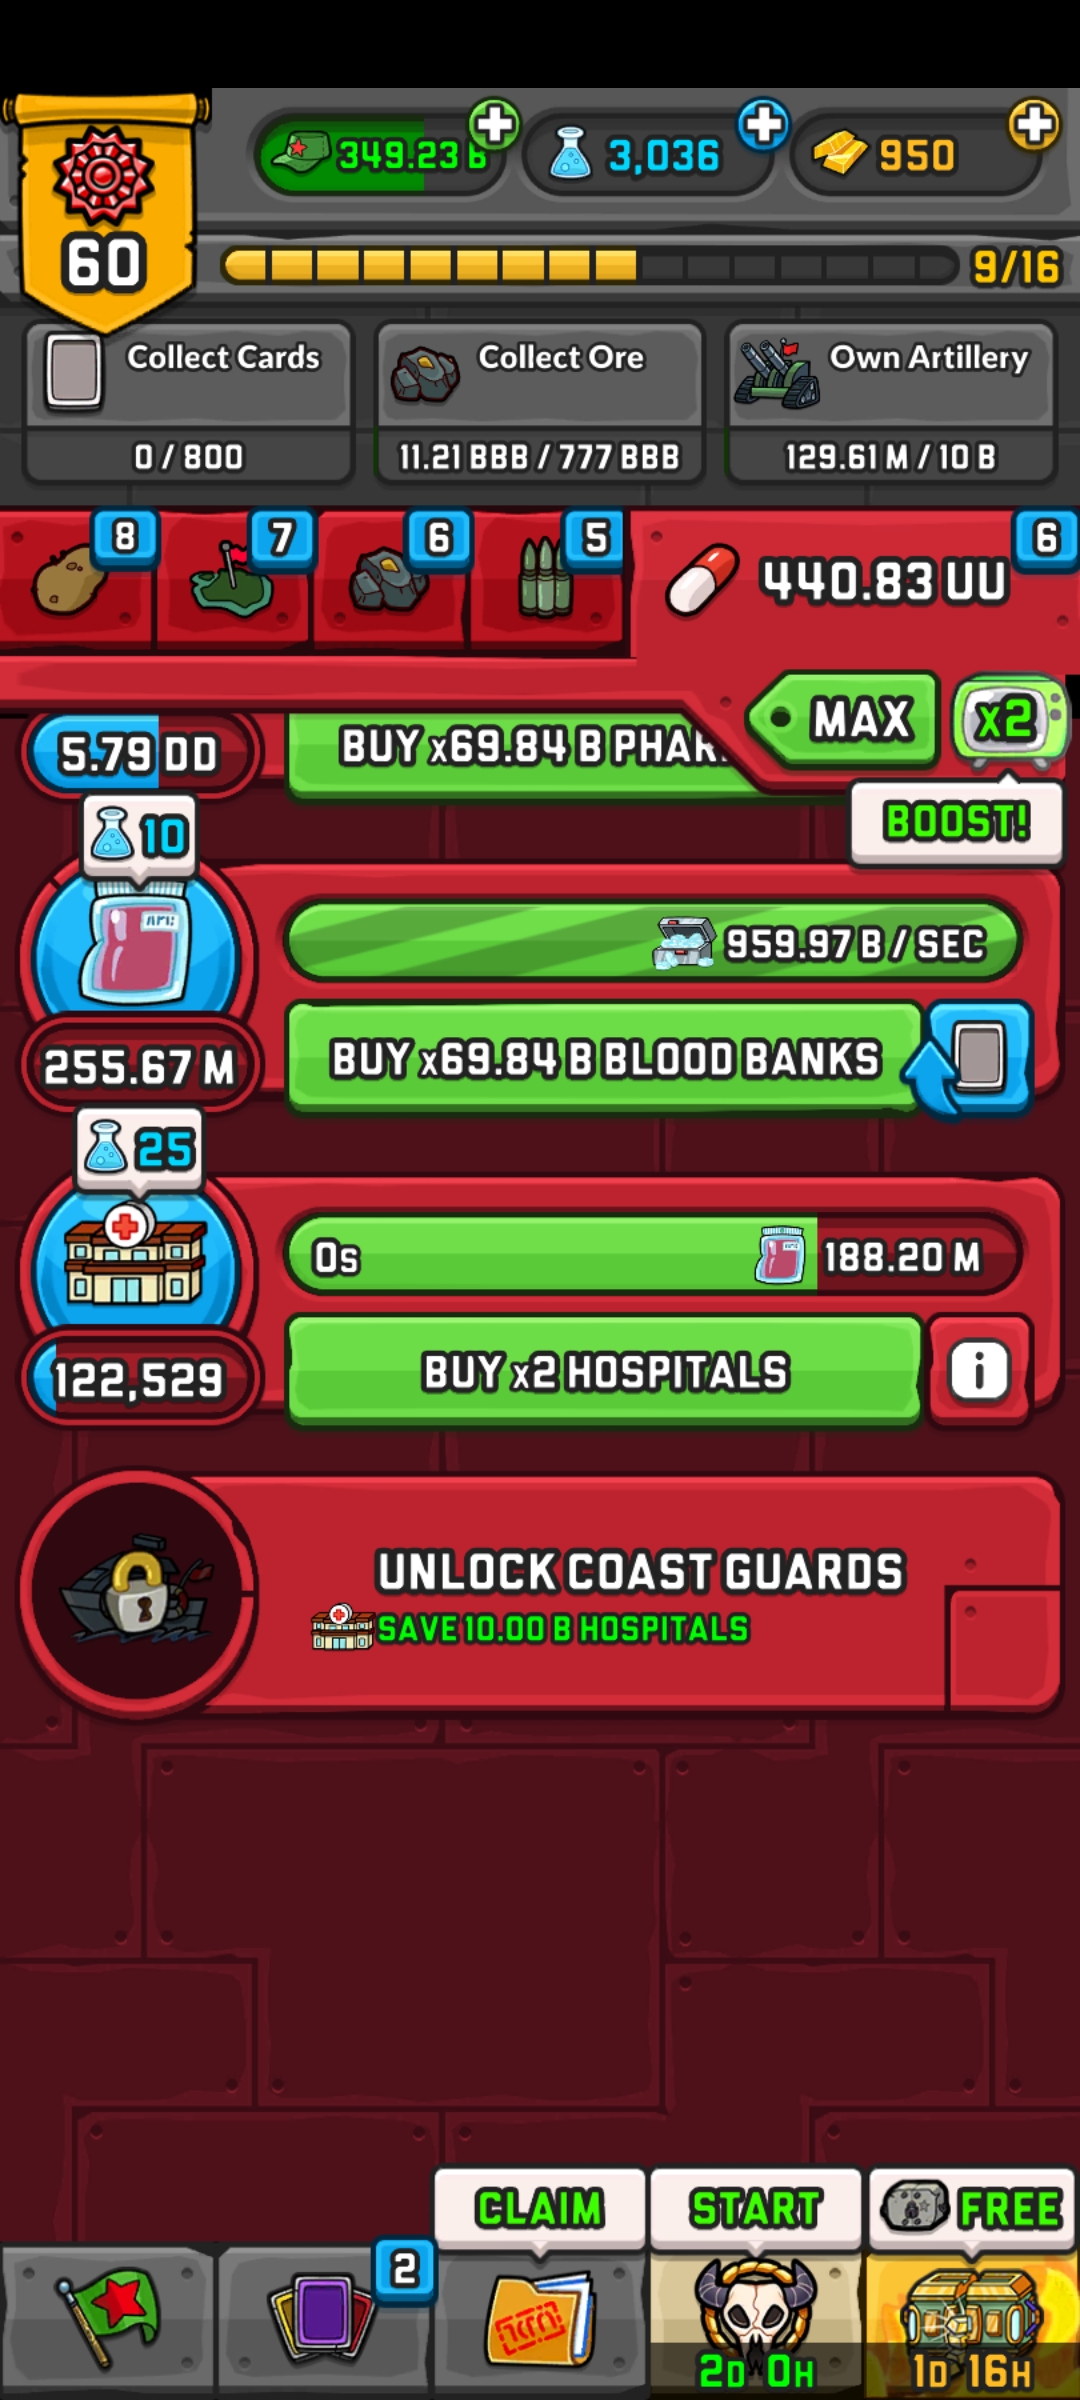 349.23 B
3,036
950
60
9/16
Collect Cards
Collect Ore
Own Artillery
0 / 800
11.21 BBB / 777 BBB
129.61 M / 10 B
8
7
6
5
440.83 UU
6
MAX
x2
5.79 DD
BUY x69.84 B PHAR
BOOST!
10
959.97 B / SEC
255.67 M
BUY x69.84 B BLOOD BANKS
25
0s
188.20 M
122,529
BUY x2 HOSPITALS
i
UNLOCK COAST GUARDS
SAVE 10.00 B HOSPITALS
CLAIM
START
FREE
2
2D 0H
1D 16H